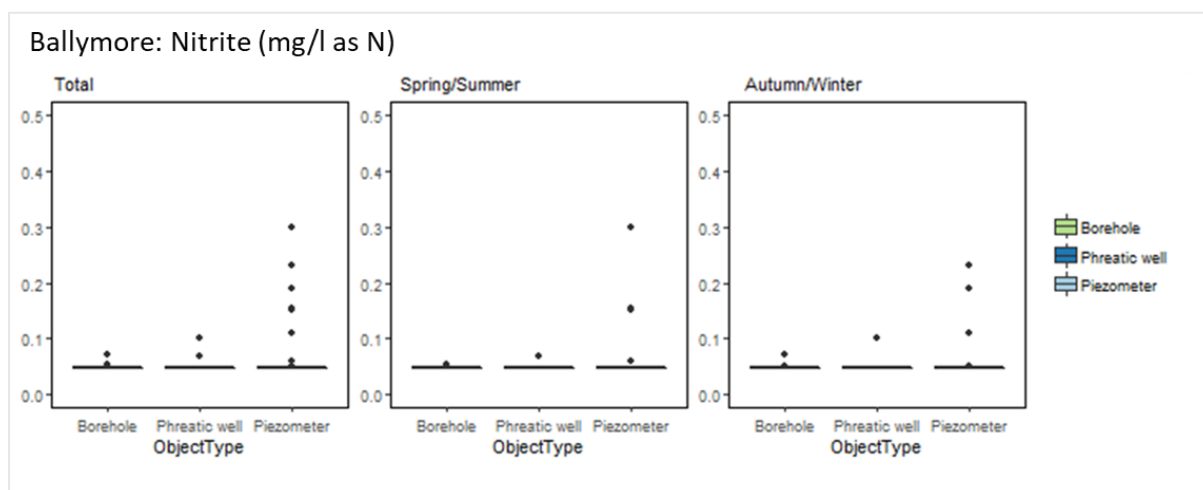 Ballymore: Nitrite (mg/l as N)
Total
0.5
0.4
0.3
0.2
0.1
0.0
Borehole Phreatic well Piezometer
ObjectType
Spring/Summer
0.5
0.4
0.3
0.2
0.1
0.0
Borehole Phreatic well Piezometer
ObjectType
Autumn/Winter
0.5
0.4
0.3
0.2
0.1
0.0
Borehole Phreatic well Piezometer
ObjectType
Borehole
Phreatic well
Piezometer